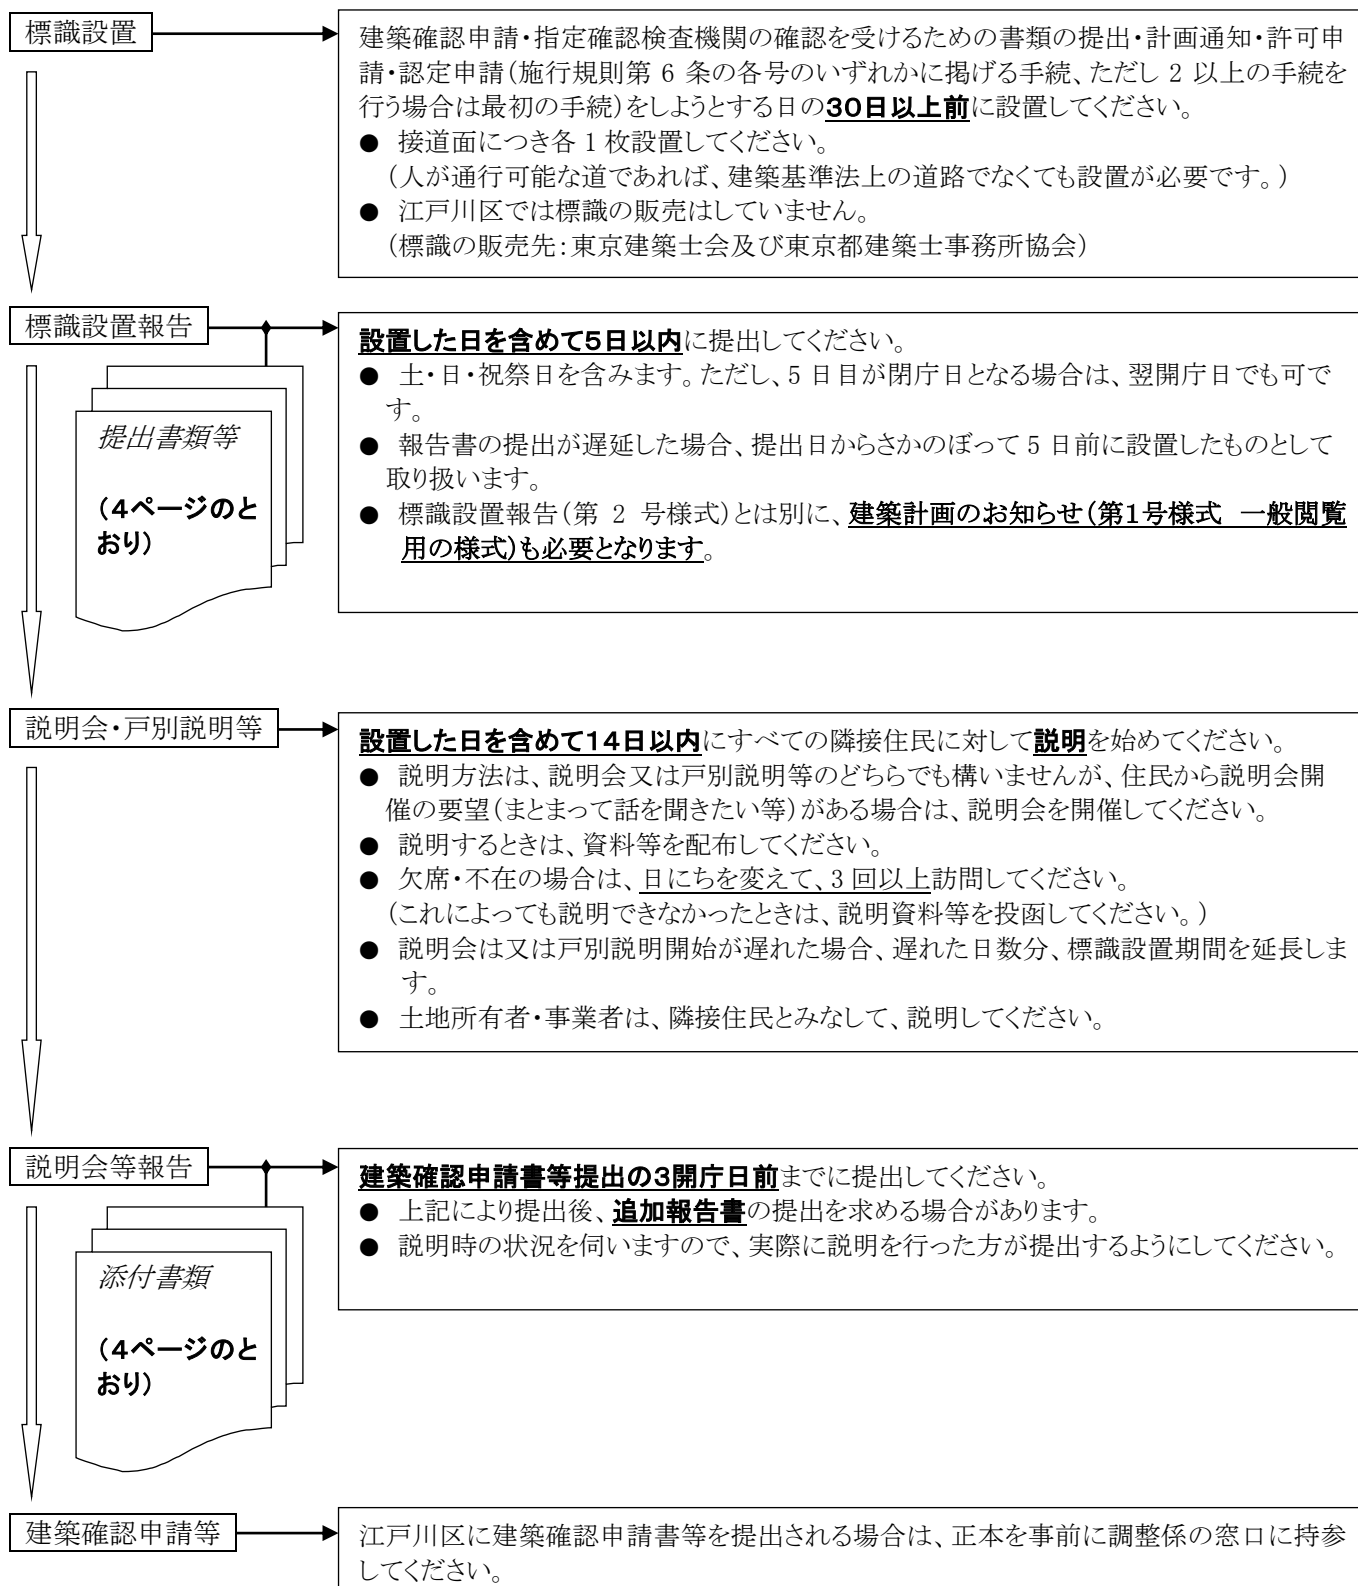 標識設置
建築確認申請・指定確認検査機関の確認を受けるための書類の提出・計画通知・許可申
請・認定申請(施行規則第 6 条の各号のいずれかに掲げる手続、ただし 2 以上の手続を
行う場合は最初の手続)をしようとする日の30日以上前に設置してください。
● 接道面につき各 1 枚設置してください。
(人が通行可能な道であれば、建築基準法上の道路でなくても設置が必要です。)
● 江戸川区では標識の販売はしていません。
(標識の販売先:東京建築士会及び東京都建築士事務所協会)
標識設置報告
提出書類等
(4ページのと
おり)
設置した日を含めて5日以内に提出してください。
● 土・日・祝祭日を含みます。ただし、5 日目が閉庁日となる場合は、翌開庁日でも可で
す。
● 報告書の提出が遅延した場合、提出日からさかのぼって 5 日前に設置したものとして
取り扱います。
● 標識設置報告(第 2 号様式)とは別に、建築計画のお知らせ(第1号様式 一般閲覧
用の様式)も必要となります。
説明会・戸別説明等
設置した日を含めて14日以内にすべての隣接住民に対して説明を始めてください。
● 説明方法は、説明会又は戸別説明等のどちらでも構いませんが、住民から説明会開
催の要望(まとまって話を聞きたい等)がある場合は、説明会を開催してください。
● 説明するときは、資料等を配布してください。
● 欠席・不在の場合は、日にちを変えて、3 回以上訪問してください。
(これによっても説明できなかったときは、説明資料等を投函してください。)
● 説明会は又は戸別説明開始が遅れた場合、遅れた日数分、標識設置期間を延長しま
す。
● 土地所有者・事業者は、隣接住民とみなして、説明してください。
説明会等報告
添付書類
(4ページのと
おり)
建築確認申請書等提出の3開庁日前までに提出してください。
● 上記により提出後、追加報告書の提出を求める場合があります。
● 説明時の状況を伺いますので、実際に説明を行った方が提出するようにしてください。
建築確認申請等
江戸川区に建築確認申請書等を提出される場合は、正本を事前に調整係の窓口に持参
してください。